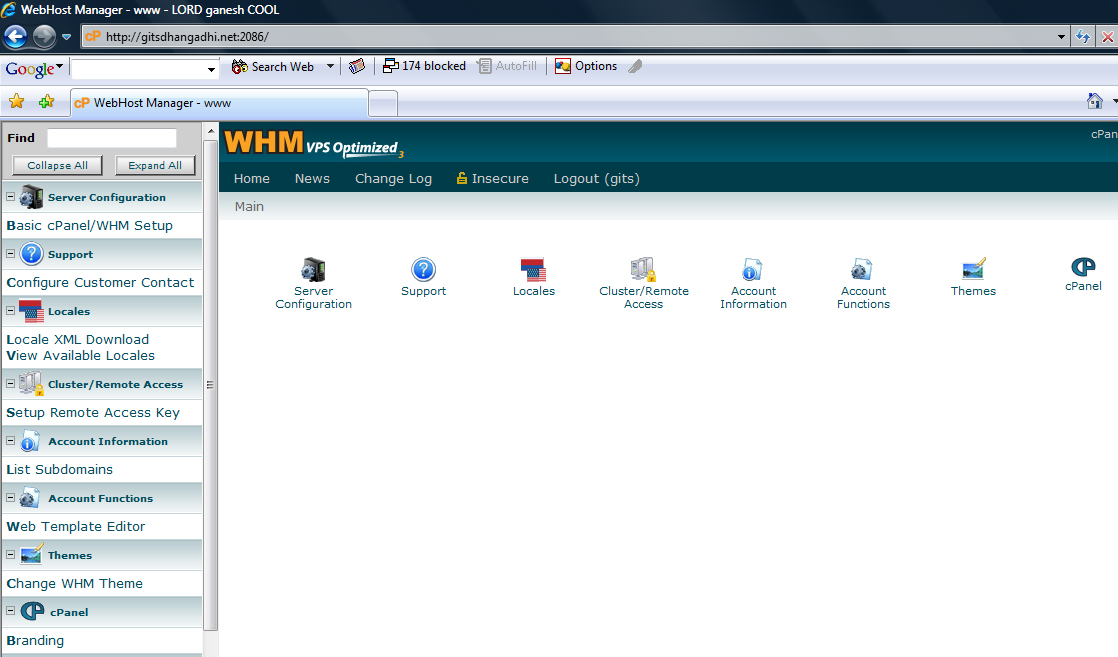 WebHost Manager - www - LORD ganesh COOL
cP http://gitsdhangadhi.net:2086/
Google Search Web 174 blocked AutoFill Options
cP WebHost Manager - www
Find
Collapse All Expand All
Server Configuration
Basic cPanel/WHM Setup
Support
Configure Customer Contact
Locales
Locale XML Download
View Available Locales
Cluster/Remote Access
Setup Remote Access Key
Account Information
List Subdomains
Account Functions
Web Template Editor
Themes
Change WHM Theme
cPanel
Branding
WHM VPS Optimized 3
cPan
Home News Change Log Insecure Logout (gits)
Main
Server Configuration
Support
Locales
Cluster/Remote Access
Account Information
Account Functions
Themes
cPanel